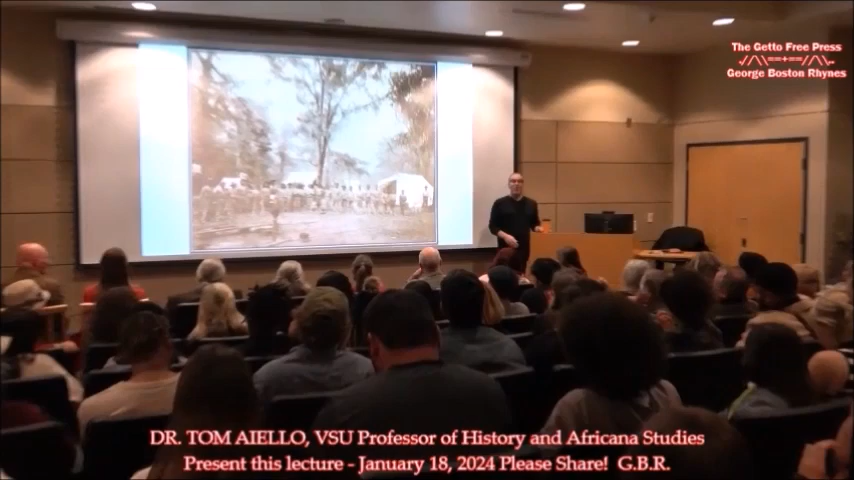 The Getto Free Press
George Boston Rhynes
DR. TOM AIELLO, VSU Professor of History and Africana Studies
Present this lecture - January 18, 2024 Please Share! G.B.R.